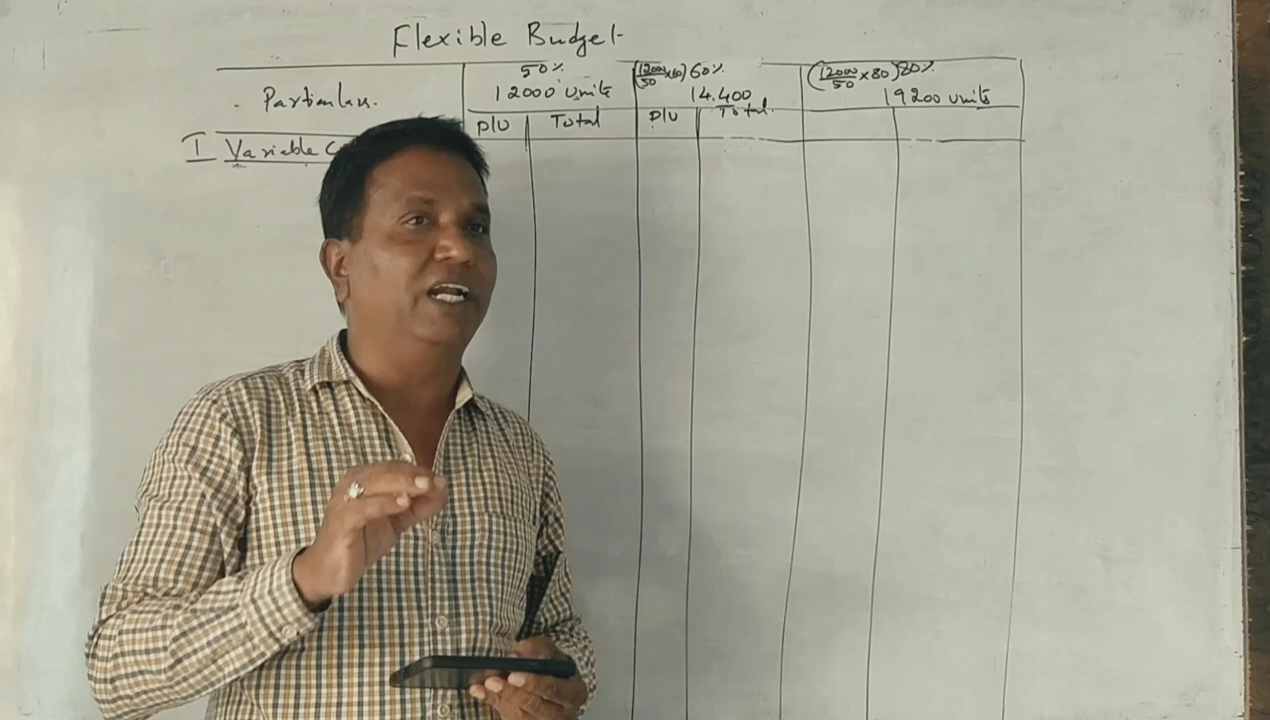 Flexible Budget
Particulars. 50% (12000/50 x 60) 60% (12000/50 x 80) 80%
12000 units 14.400 19200 units
P/U Total P/U Total
I Variable C